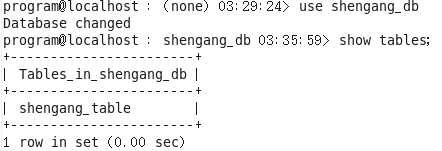 program@localhost : (none) 03:29:24> use shengang_db
Database changed
program@localhost : shengang_db 03:35:59> show tables;
+-----------------------+
| Tables_in_shengang_db |
+-----------------------+
| shengang_table        |
+-----------------------+
1 row in set (0.00 sec)